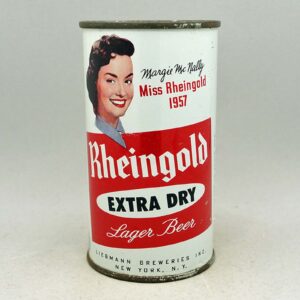 Margie McNally
Miss Rheingold
1957
Rheingold
EXTRA DRY
Lager Beer
LIEBMANN BREWERIES INC.
NEW YORK, N.Y.